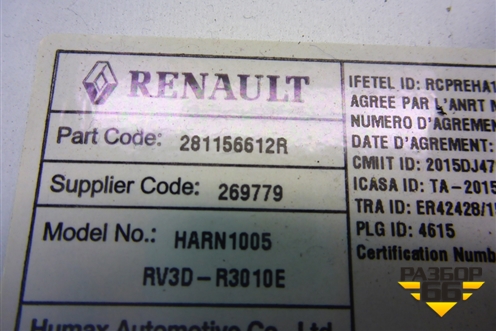 RENAULT
Part Code: 281156612R
Supplier Code: 269779
Model No.: HARN1005
RV3D-R3010E
Humax Automotive Co., Ltd
IFETEL ID: RCPREHA1
AGREE PAR L'ANRT
NUMERO D'AGREMEN
DATE D'AGREMENT:
CMIIT ID: 2015DJ47
ICASA ID: TA-2015
TRA ID: ER42428/1
PLG ID: 4615
Certification Numb
РАЗБОР
66